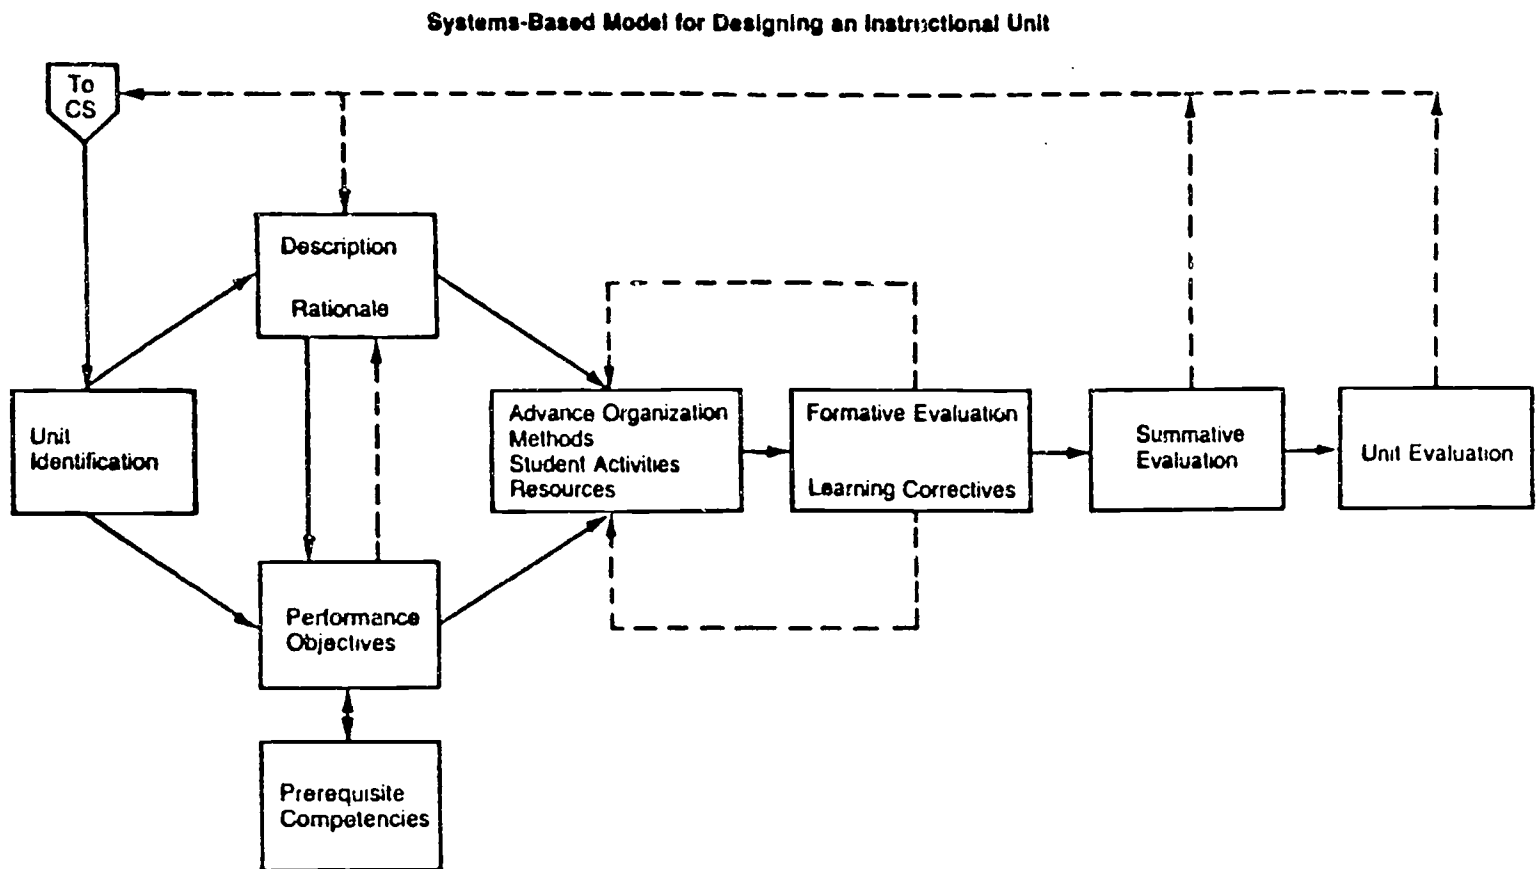 Systems-Based Model for Designing an Instructional Unit
To
CS
Description
Rationale
Unit
Identification
Advance Organization
Methods
Student Activities
Resources
Formative Evaluation
Learning Correctives
Summative
Evaluation
Unit Evaluation
Performance
Objectives
Prerequisite
Competencies